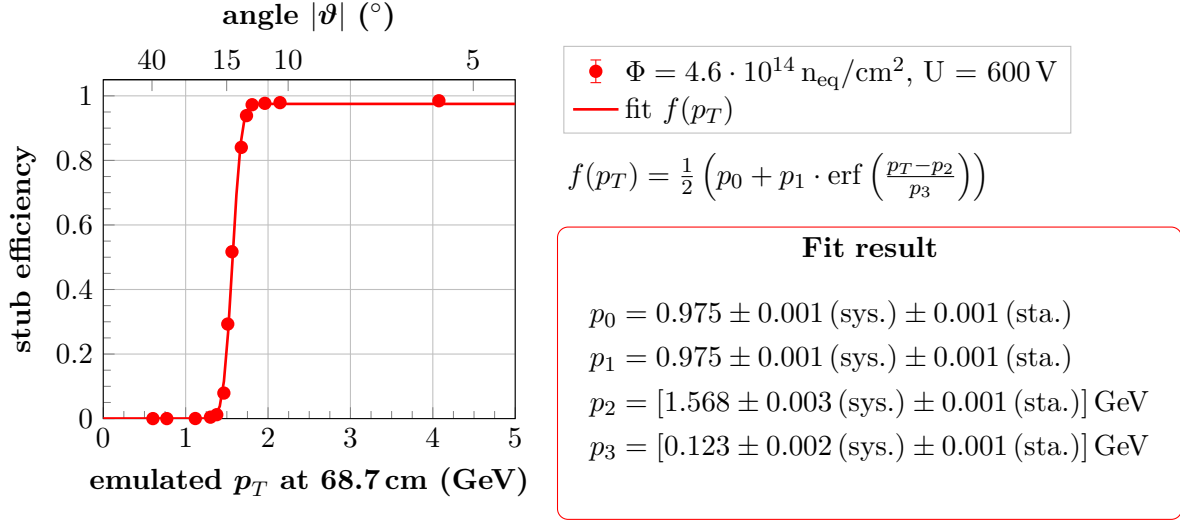 angle |ϑ| (°)
40 15 10 5
1
0.8
0.6
0.4
0.2
0
stub efficiency
0 1 2 3 4 5
emulated p_T at 68.7 cm (GeV)
Φ = 4.6 · 10^14 n_eq/cm^2, U = 600 V
fit f(p_T)
f(p_T) = 1/2 (p_0 + p_1 · erf((p_T − p_2)/p_3))
Fit result
p_0 = 0.975 ± 0.001 (sys.) ± 0.001 (sta.)
p_1 = 0.975 ± 0.001 (sys.) ± 0.001 (sta.)
p_2 = [1.568 ± 0.003 (sys.) ± 0.001 (sta.)] GeV
p_3 = [0.123 ± 0.002 (sys.) ± 0.001 (sta.)] GeV